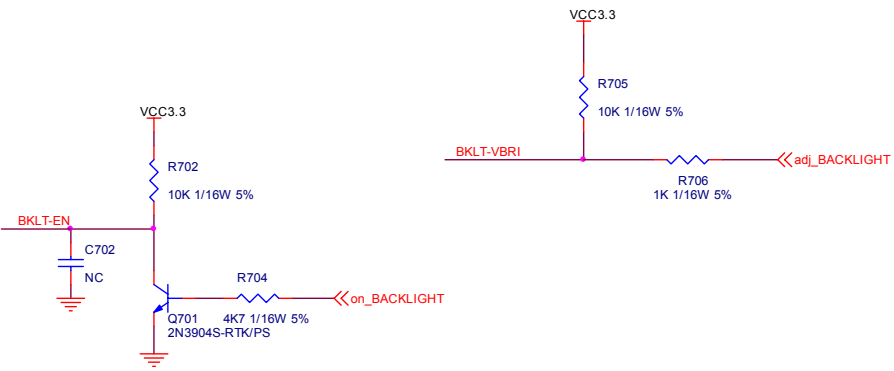 VCC3.3
R705
10K 1/16W 5%
BKLT-VBRI
adj_BACKLIGHT
R706
1K 1/16W 5%
VCC3.3
R702
10K 1/16W 5%
BKLT-EN
C702
NC
R704
on_BACKLIGHT
Q701
4K7 1/16W 5%
2N3904S-RTK/PS